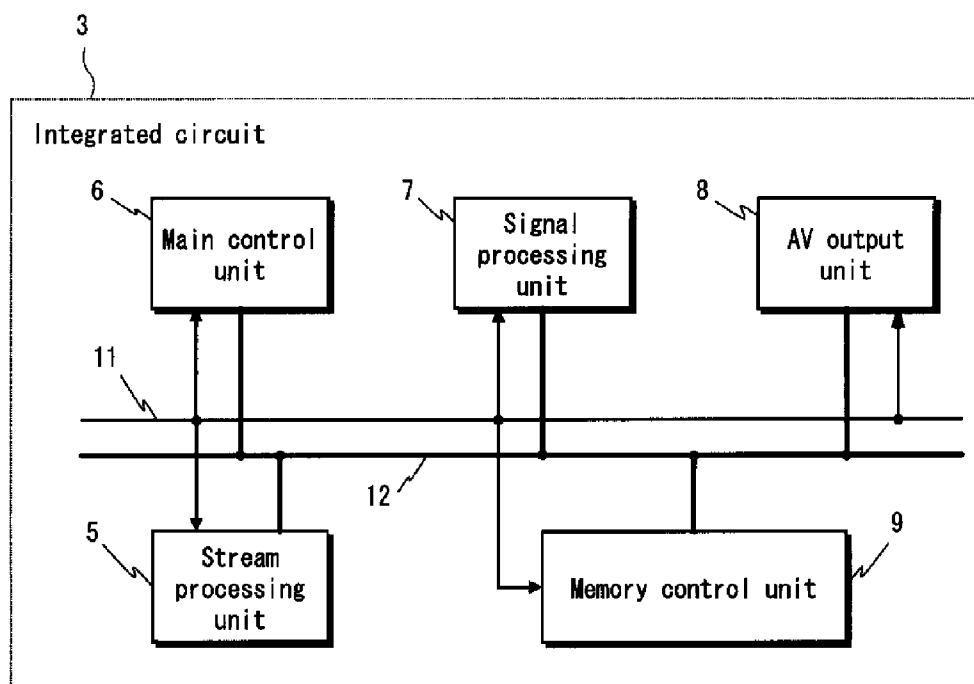 3
Integrated circuit
6
Main control
unit
7
Signal
processing
unit
8
AV output
unit
11
12
5
Stream
processing
unit
9
Memory control unit